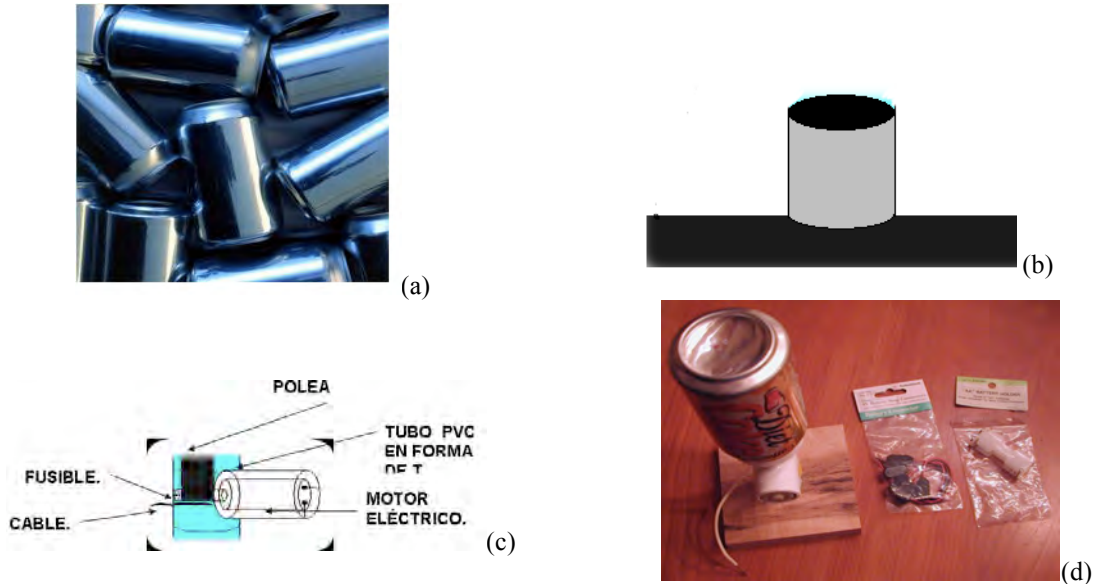 (a)
(b)
POLEA
TUBO PVC
EN FORMA
DE T
FUSIBLE.
MOTOR
ELÉCTRICO.
CABLE.
(c)
Diet
(d)